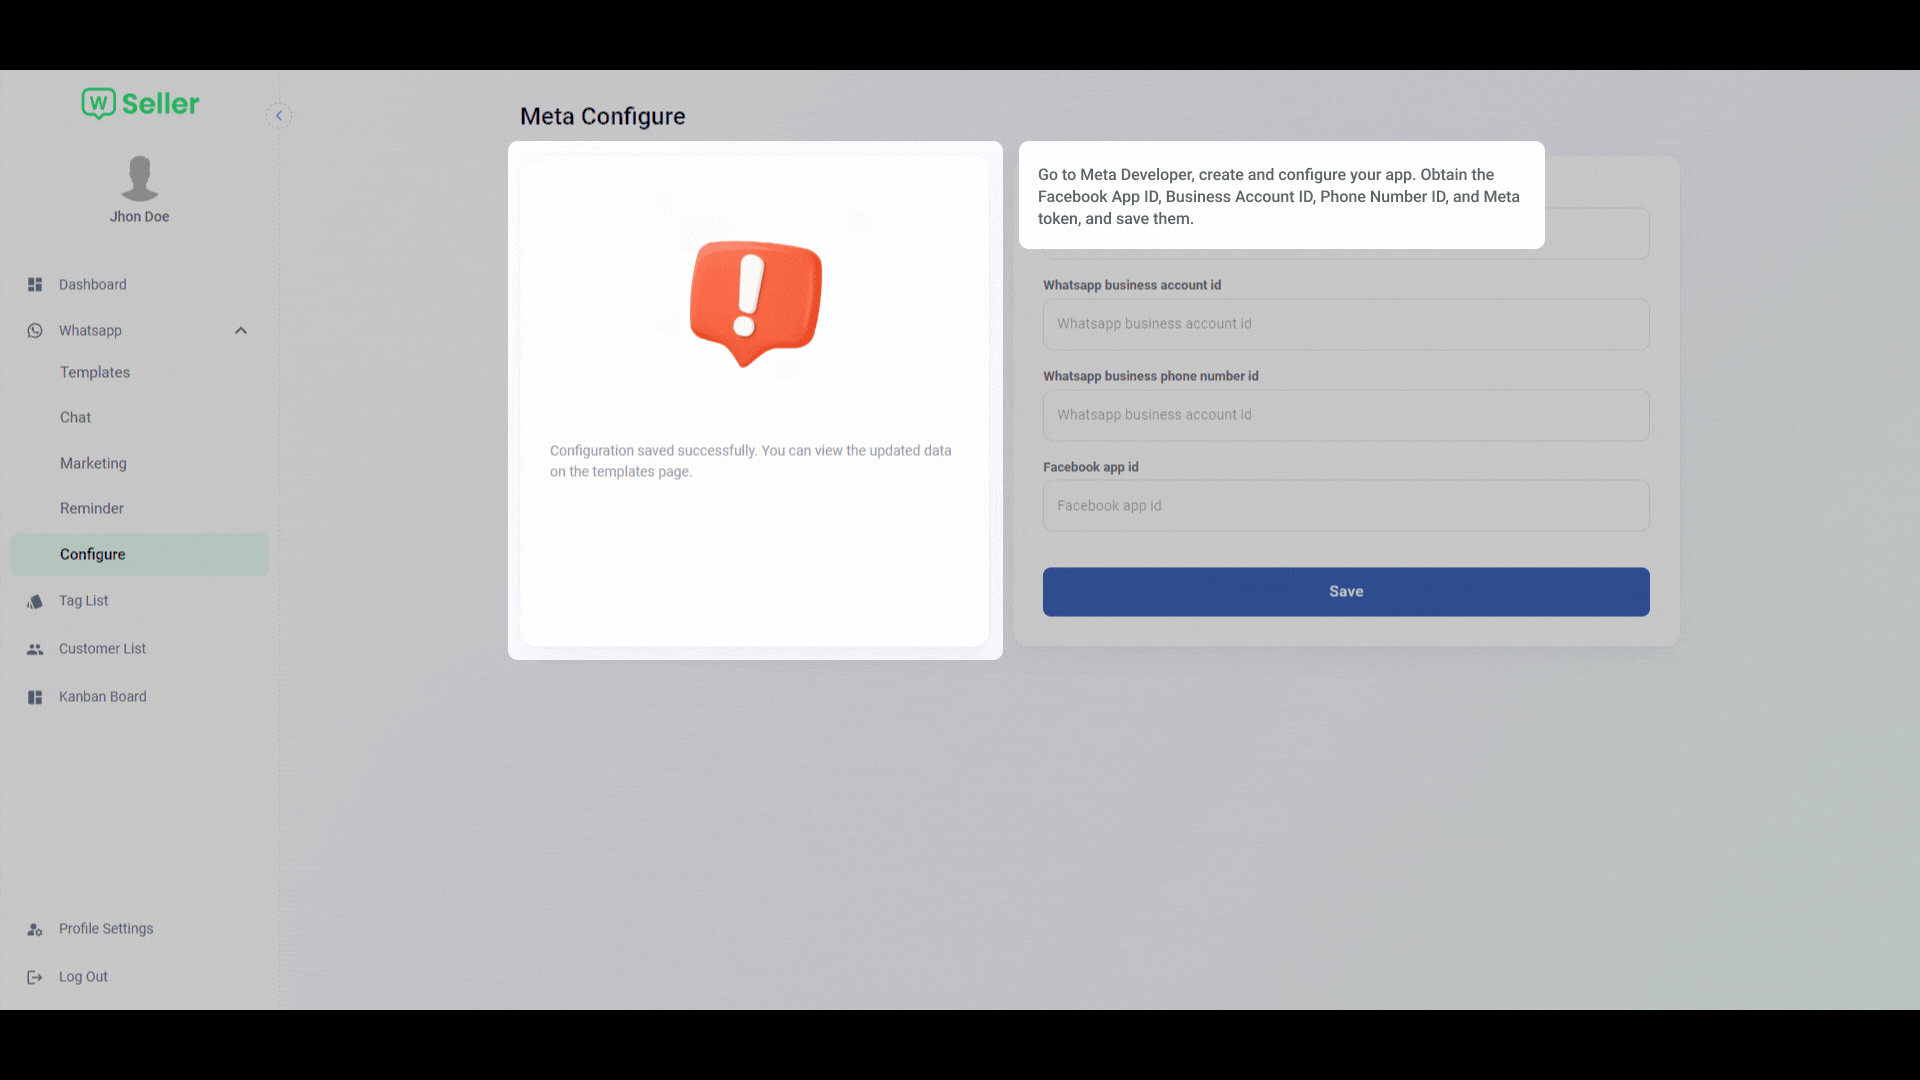 W Seller
Jhon Doe
Dashboard
Whatsapp
Templates
Chat
Marketing
Reminder
Configure
Tag List
Customer List
Kanban Board
Profile Settings
Log Out
Meta Configure
Configuration saved successfully. You can view the updated data
on the templates page.
Go to Meta Developer, create and configure your app. Obtain the
Facebook App ID, Business Account ID, Phone Number ID, and Meta
token, and save them.
Whatsapp business account id
Whatsapp business account id
Whatsapp business phone number id
Whatsapp business account id
Facebook app id
Facebook app id
Save